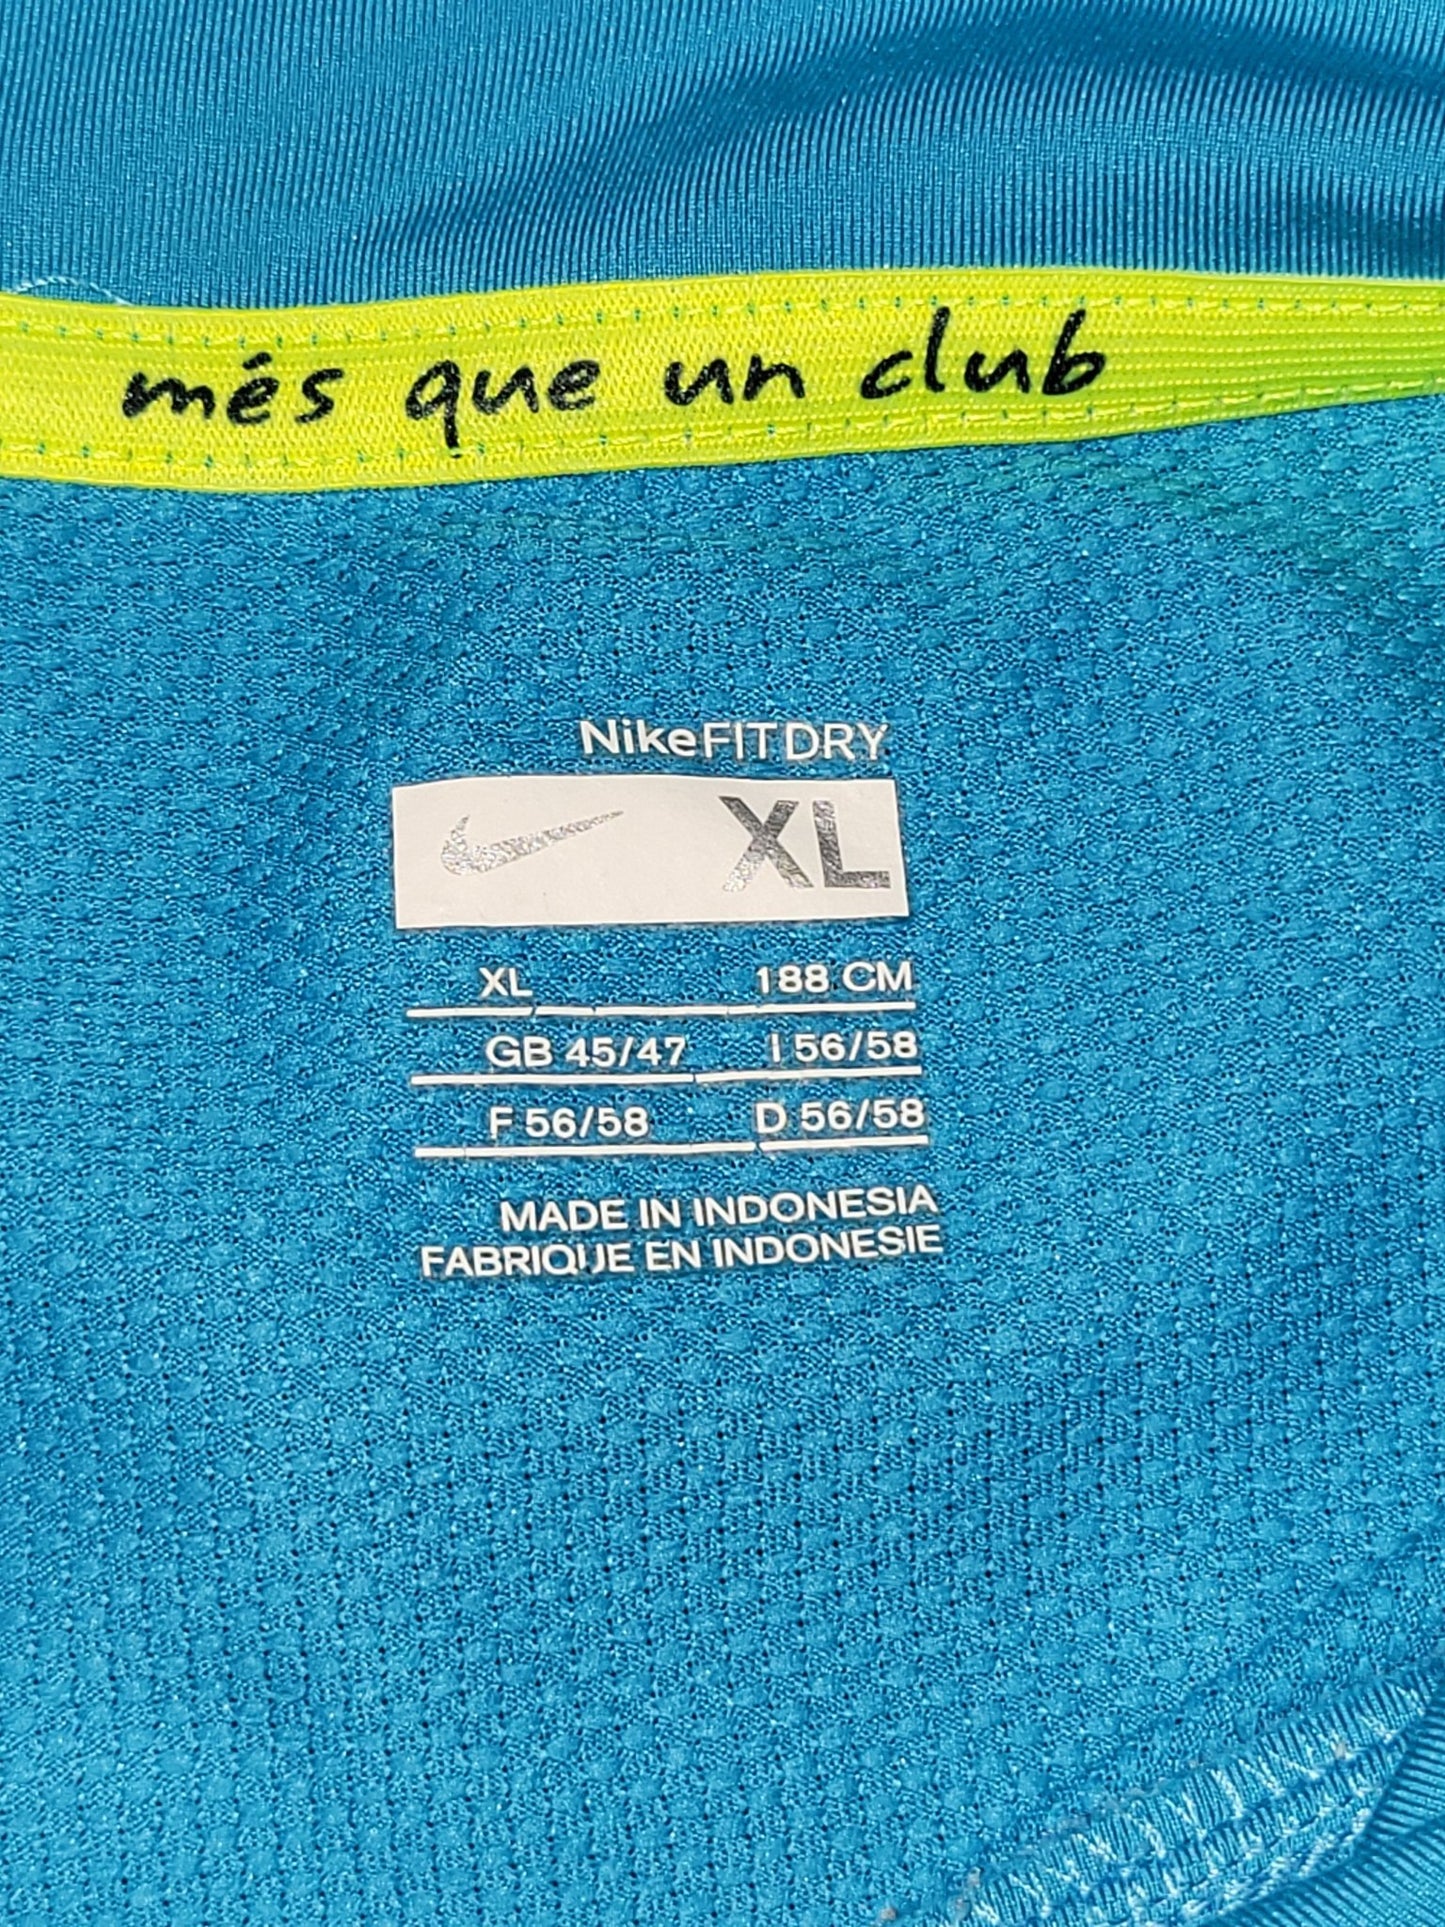 més que un club
NikeFITDRY
XL
XL 188 CM
GB 45/47 I 56/58
F 56/58 D 56/58
MADE IN INDONESIA
FABRIQUE EN INDONESIE